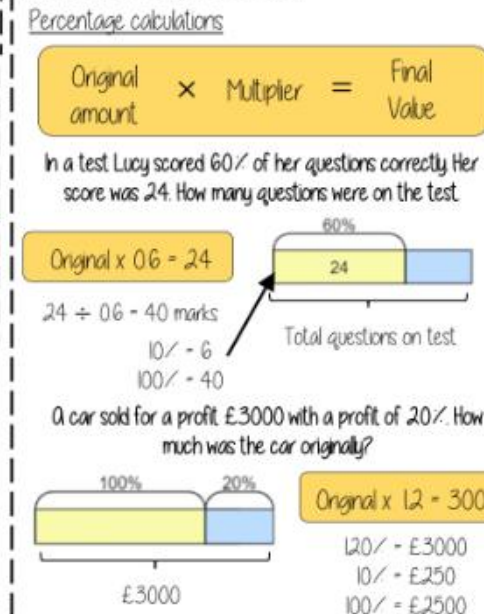 Percentage calculations
Original amount × Multiplier = Final Value
In a test Lucy scored 60% of her questions correctly. Her
score was 24. How many questions were on the test
Original x 0.6 = 24
60%
24
24 ÷ 0.6 - 40 marks
Total questions on test
10% - 6
100% - 40
A car sold for a profit £3000 with a profit of 20%. How
much was the car originally?
100% 20%
Original x 1.2 = 300
£3000
120% - £3000
10% - £250
100% = £2500